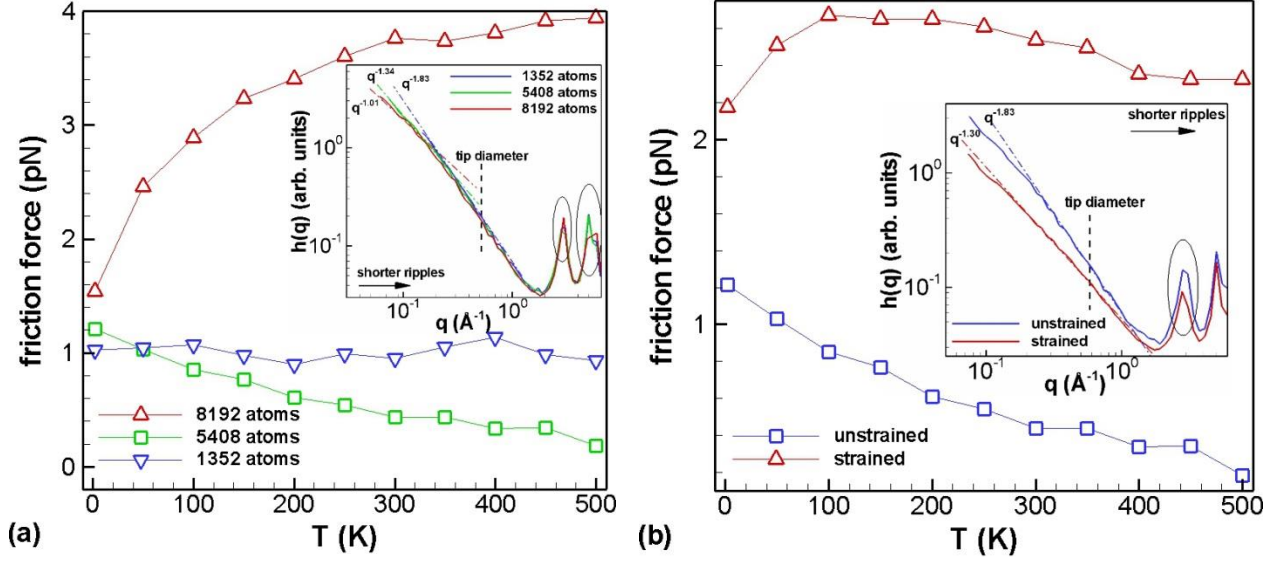 4
3
2
1
0
friction force (pN)
0
100
200
300
400
500
T (K)
(a)
8192 atoms
5408 atoms
1352 atoms
q-1.34
q-1.83
q-1.01
1352 atoms
5408 atoms
8192 atoms
10^0
10^-1
h(q) (arb. units)
tip diameter
shorter ripples
10^-1
10^0
q (Å-1)
2
1
friction force (pN)
0
100
200
300
400
500
T (K)
(b)
unstrained
strained
q-1.83
q-1.30
shorter ripples
10^0
10^-1
h(q) (arb. units)
tip diameter
unstrained
strained
10^-1
10^0
q (Å-1)